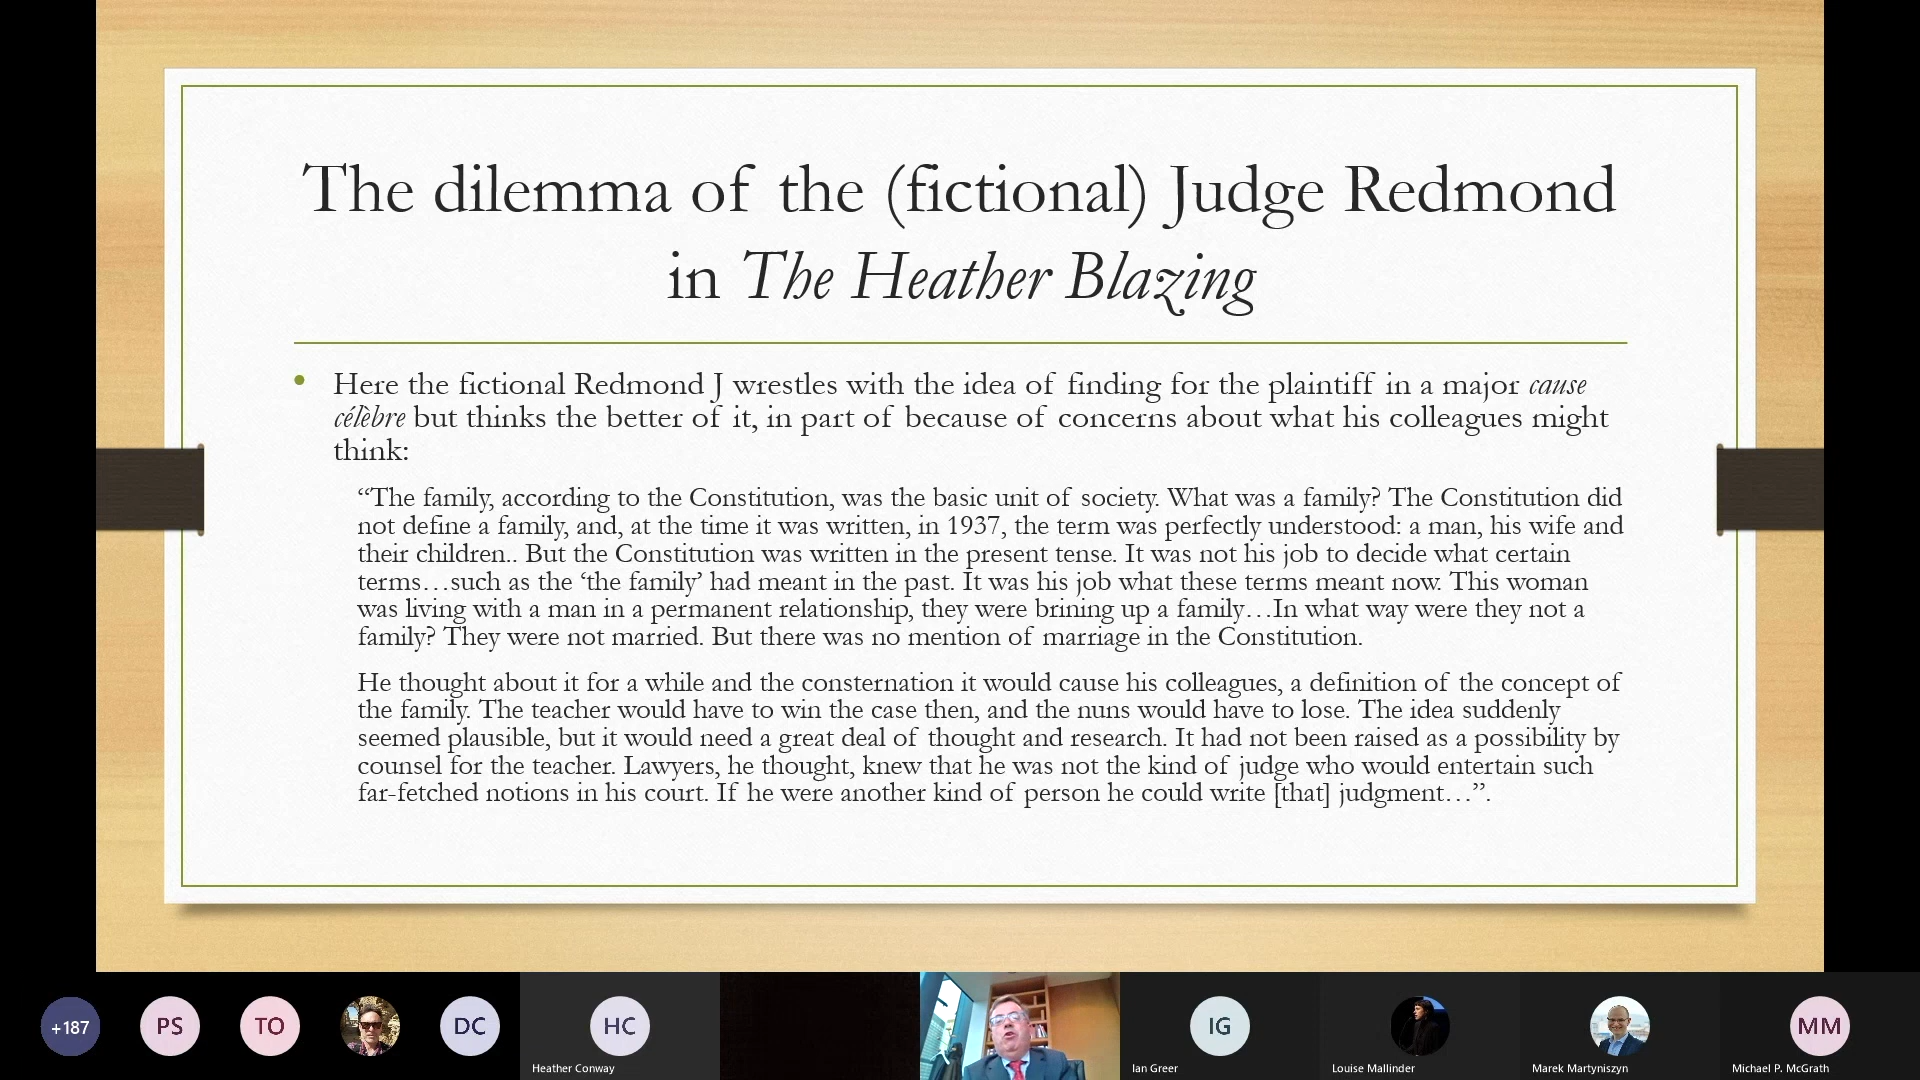 The dilemma of the (fictional) Judge Redmond
in The Heather Blazing
• Here the fictional Redmond J wrestles with the idea of finding for the plaintiff in a major cause
célèbre but thinks the better of it, in part of because of concerns about what his colleagues might
think:
“The family, according to the Constitution, was the basic unit of society. What was a family? The Constitution did
not define a family, and, at the time it was written, in 1937, the term was perfectly understood: a man, his wife and
their children.. But the Constitution was written in the present tense. It was not his job to decide what certain
terms…such as the ‘the family’ had meant in the past. It was his job what these terms meant now. This woman
was living with a man in a permanent relationship, they were brining up a family…In what way were they not a
family? They were not married. But there was no mention of marriage in the Constitution.
He thought about it for a while and the consternation it would cause his colleagues, a definition of the concept of
the family. The teacher would have to win the case then, and the nuns would have to lose. The idea suddenly
seemed plausible, but it would need a great deal of thought and research. It had not been raised as a possibility by
counsel for the teacher. Lawyers, he thought, knew that he was not the kind of judge who would entertain such
far-fetched notions in his court. If he were another kind of person he could write [that] judgment…”.
+187 PS TO DC HC IG MM
Heather Conway Ian Greer Louise Mallinder Marek Martyniszyn Michael P. McGrath